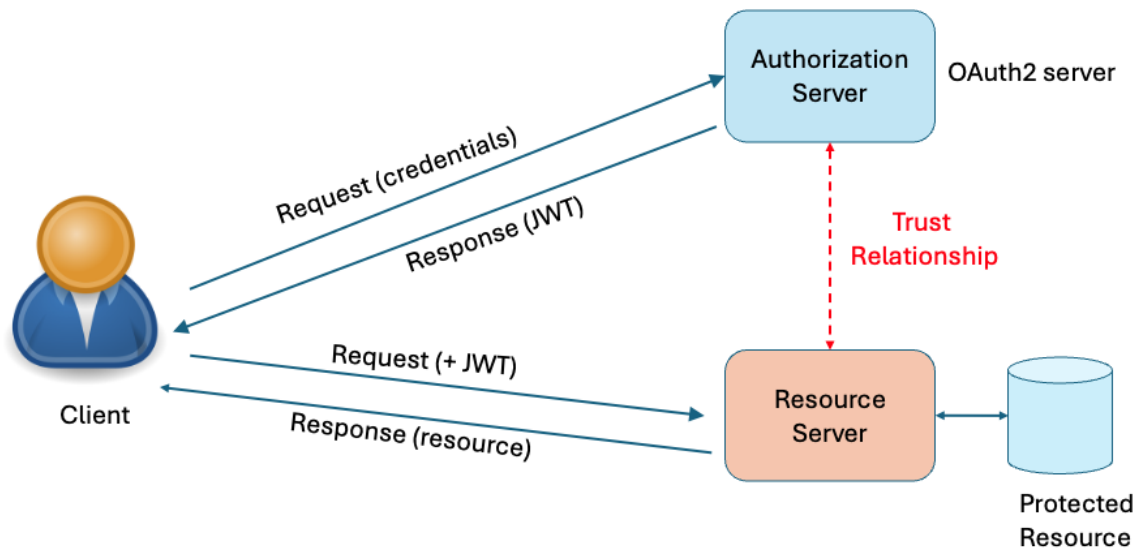 Authorization
Server
OAuth2 server
Request (credentials)
Response (JWT)
Trust
Relationship
Request (+ JWT)
Response (resource)
Client
Resource
Server
Protected
Resource